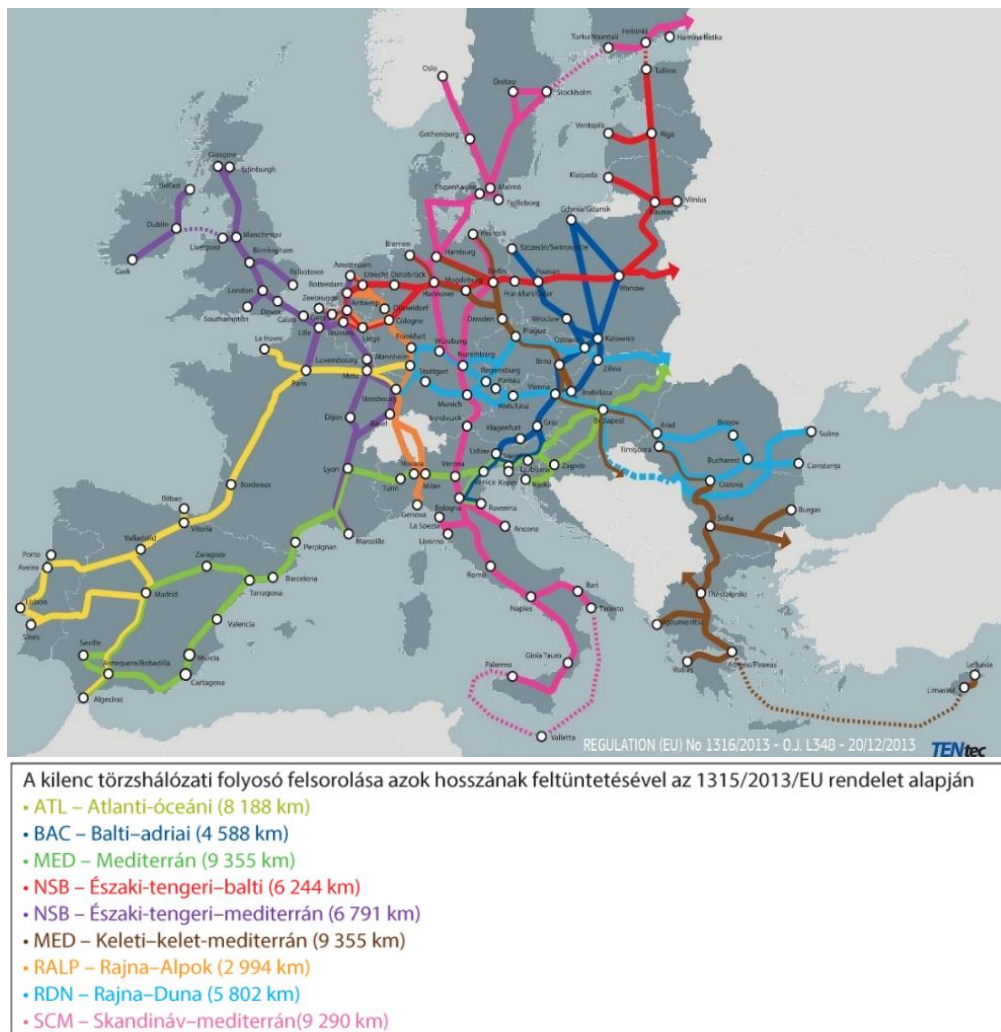 Oslo
Örebro
Stockholm
Turku/Naantali
Helsinki
Hamina/Kotka
Tallinn
Ventspils
Riga
Gothenburg
Klaipeda
Vilnius
Kaunas
Malmö
Trelleborg
Glasgow
Edinburgh
Belfast
Dublin
Liverpool
Manchester
Birmingham
Cork
Felixstowe
London
Dover
Southampton
Calais
Gdynia/Gdansk
Szczecin/Swinoujscie
Rostock
Hamburg
Bremen
Amsterdam
Utrecht
Osnabrück
Rotterdam
Zeebrugge
Antwerp
Düsseldorf
Cologne
Liège
Lille
Hannover
Magdeburg
Berlin
Frankfurt/Oder
Poznan
Warsaw
Wroclaw
Dresden
Katowice
Ostrava
Prague
Žilina
Brno
Le Havre
Paris
Luxembourg
Metz
Mannheim
Frankfurt
Würzburg
Nuremberg
Regensburg
Passau
Wels/Linz
Vienna
Bratislava
Stuttgart
Strasbourg
Munich
Innsbruck
Dijon
Basel
Lyon
Klagenfurt
Graz
Budapest
Udine
Ljubljana
Zagreb
Koper
Rijeka
Venice
Novara
Milan
Verona
Turin
Genova
Bologna
Ravenna
La Spezia
Livorno
Ancona
Arad
Timișoara
Brasov
Bucharest
Sulina
Constanta
Craiova
Sofia
Burgas
Bordeaux
Bilbao
Vitoria
Valladolid
Zaragoza
Perpignan
Marseille
Barcelona
Tarragona
Porto
Aveiro
Madrid
Lisbon
Sines
Valencia
Seville
Antequera/Bobadilla
Murcia
Cartagena
Algeciras
Rome
Naples
Bari
Taranto
Gioia Tauro
Palermo
Valletta
Thessaloniki
Igoumenitsa
Patras
Athens/Piraeus
Lefkosia
Limassol
REGULATION (EU) No 1316/2013 - O.J. L348 - 20/12/2013
TENtec
A kilenc törzshálózati folyosó felsorolása azok hosszának feltüntetésével az 1315/2013/EU rendelet alapján
• ATL – Atlanti-óceáni (8 188 km)
• BAC – Balti–adriai (4 588 km)
• MED – Mediterrán (9 355 km)
• NSB – Északi-tengeri–balti (6 244 km)
• NSB – Északi-tengeri–mediterrán (6 791 km)
• MED – Keleti–kelet-mediterrán (9 355 km)
• RALP – Rajna–Alpok (2 994 km)
• RDN – Rajna–Duna (5 802 km)
• SCM – Skandináv–mediterrán(9 290 km)